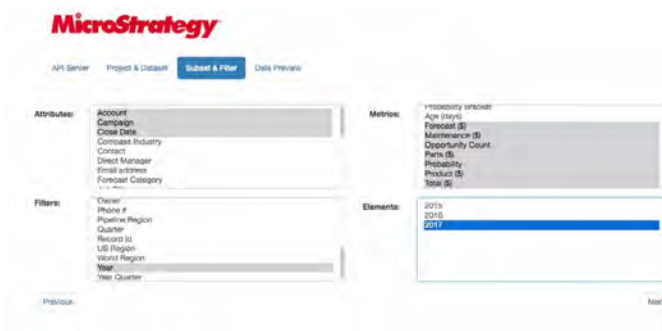 MicroStrategy
API Server Project & Dataset Subset & Filter Data Preview
Attributes:
Account
Campaign
Close Date
Compass Industry
Contact
Direct Manager
Email address
Forecast Category
Metrics:
Probability Bracket
Age (days)
Forecast ($)
Maintenance ($)
Opportunity Count
Parts ($)
Probability
Product ($)
Total ($)
Filters:
Owner
Phone #
Pipeline Region
Quarter
Record Id
US Region
World Region
Year
Year Quarter
Elements:
2015
2016
2017
Previous